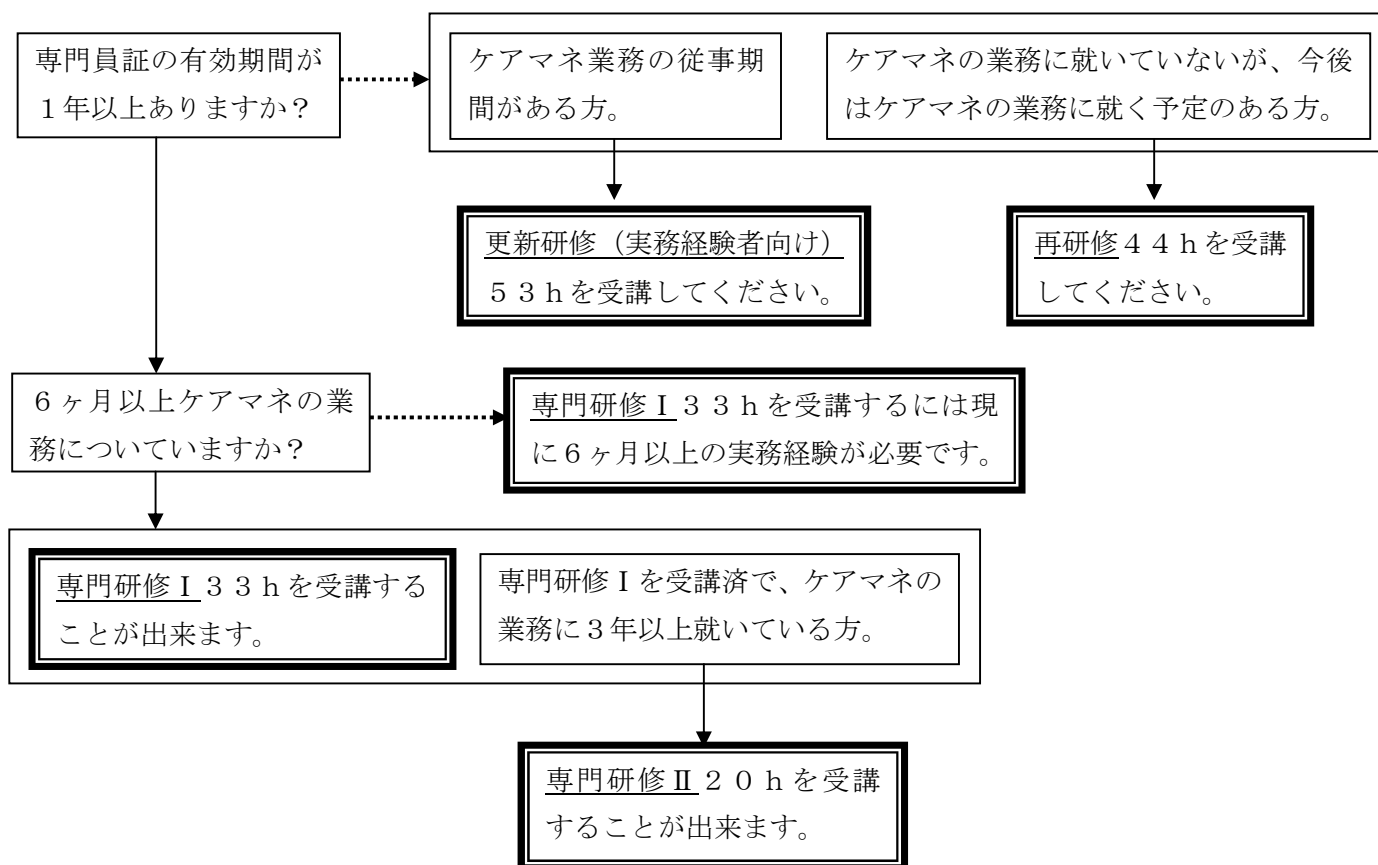 専門員証の有効期間が
１年以上ありますか？
ケアマネ業務の従事期
間がある方。
ケアマネの業務に就いていないが、今後
はケアマネの業務に就く予定のある方。
更新研修（実務経験者向け）
５３ｈを受講してください。
再研修４４ｈを受講
してください。
６ヶ月以上ケアマネの業
務についていますか？
専門研修Ⅰ３３ｈを受講するには現
に６ヶ月以上の実務経験が必要です。
専門研修Ⅰ３３ｈを受講する
ことが出来ます。
専門研修Ⅰを受講済で、ケアマネの
業務に３年以上就いている方。
専門研修Ⅱ２０ｈを受講
することが出来ます。